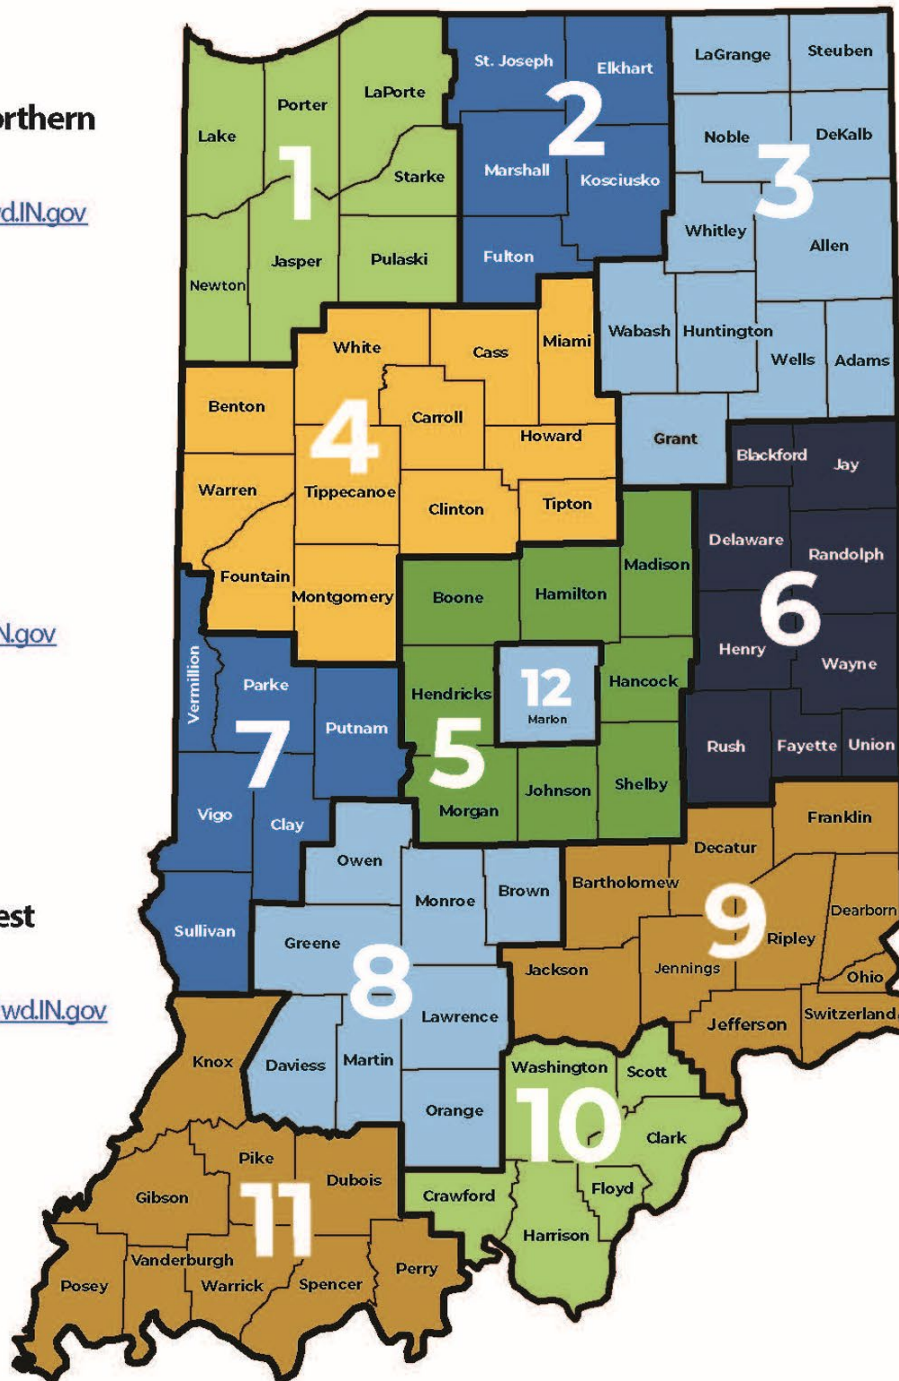 orthern
d.IN.gov
N.gov
est
wd.IN.gov
St. Joseph
Elkhart
LaGrange
Steuben
LaPorte
Porter
Lake
2
Noble
DeKalb
1
Marshall
Kosciusko
3
Starke
Whitley
Allen
Newton
Jasper
Pulaski
Fulton
Wabash
Huntington
Wells
Adams
White
Cass
Miami
Benton
Carroll
4
Howard
Grant
Blackford
Jay
Warren
Tippecanoe
Clinton
Tipton
Delaware
Randolph
Madison
Fountain
Montgomery
Boone
Hamilton
6
Henry
Wayne
Vermillion
Parke
Putnam
Hendricks
12
Marion
Hancock
7
5
Rush
Fayette
Union
Vigo
Clay
Morgan
Johnson
Shelby
Franklin
Decatur
Owen
Monroe
Brown
Bartholomew
Dearborn
Sullivan
Greene
9
Ripley
8
Jackson
Jennings
Ohio
Lawrence
Jefferson
Switzerland
Knox
Daviess
Martin
Washington
Scott
Orange
10
Clark
Pike
Dubois
Crawford
Floyd
Gibson
11
Harrison
Vanderburgh
Posey
Warrick
Spencer
Perry